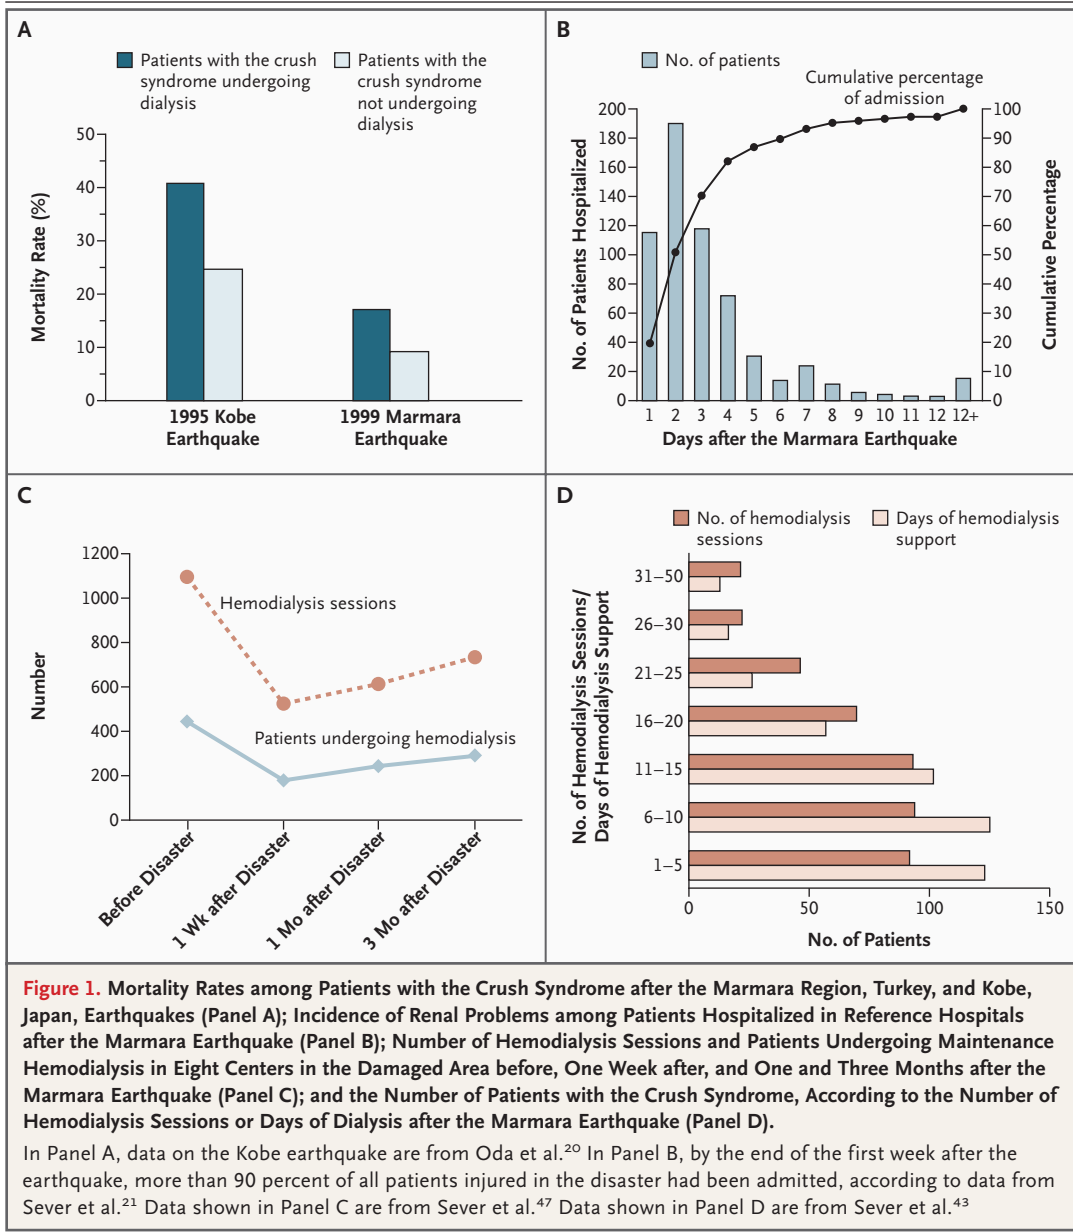 A
Patients with the crush
syndrome undergoing
dialysis
Patients with the
crush syndrome
not undergoing
dialysis
Mortality Rate (%)
50
40
30
20
10
0
1995 Kobe
Earthquake
1999 Marmara
Earthquake
B
No. of patients
Cumulative percentage
of admission
No. of Patients Hospitalized
200
180
160
140
120
100
80
60
40
20
0
100
90
80
70
60
50
40
30
20
10
0
Cumulative Percentage
1 2 3 4 5 6 7 8 9 10 11 12 12+
Days after the Marmara Earthquake
C
Number
1200
1000
800
600
400
200
0
Hemodialysis sessions
Patients undergoing hemodialysis
Before Disaster
1 Wk after Disaster
1 Mo after Disaster
3 Mo after Disaster
D
No. of hemodialysis
sessions
Days of hemodialysis
support
No. of Hemodialysis Sessions/
Days of Hemodialysis Support
31–50
26–30
21–25
16–20
11–15
6–10
1–5
0 50 100 150
No. of Patients
Figure 1. Mortality Rates among Patients with the Crush Syndrome after the Marmara Region, Turkey, and Kobe,
Japan, Earthquakes (Panel A); Incidence of Renal Problems among Patients Hospitalized in Reference Hospitals
after the Marmara Earthquake (Panel B); Number of Hemodialysis Sessions and Patients Undergoing Maintenance
Hemodialysis in Eight Centers in the Damaged Area before, One Week after, and One and Three Months after the
Marmara Earthquake (Panel C); and the Number of Patients with the Crush Syndrome, According to the Number of
Hemodialysis Sessions or Days of Dialysis after the Marmara Earthquake (Panel D).
In Panel A, data on the Kobe earthquake are from Oda et al.²⁰ In Panel B, by the end of the first week after the
earthquake, more than 90 percent of all patients injured in the disaster had been admitted, according to data from
Sever et al.²¹ Data shown in Panel C are from Sever et al.⁴⁷ Data shown in Panel D are from Sever et al.⁴³